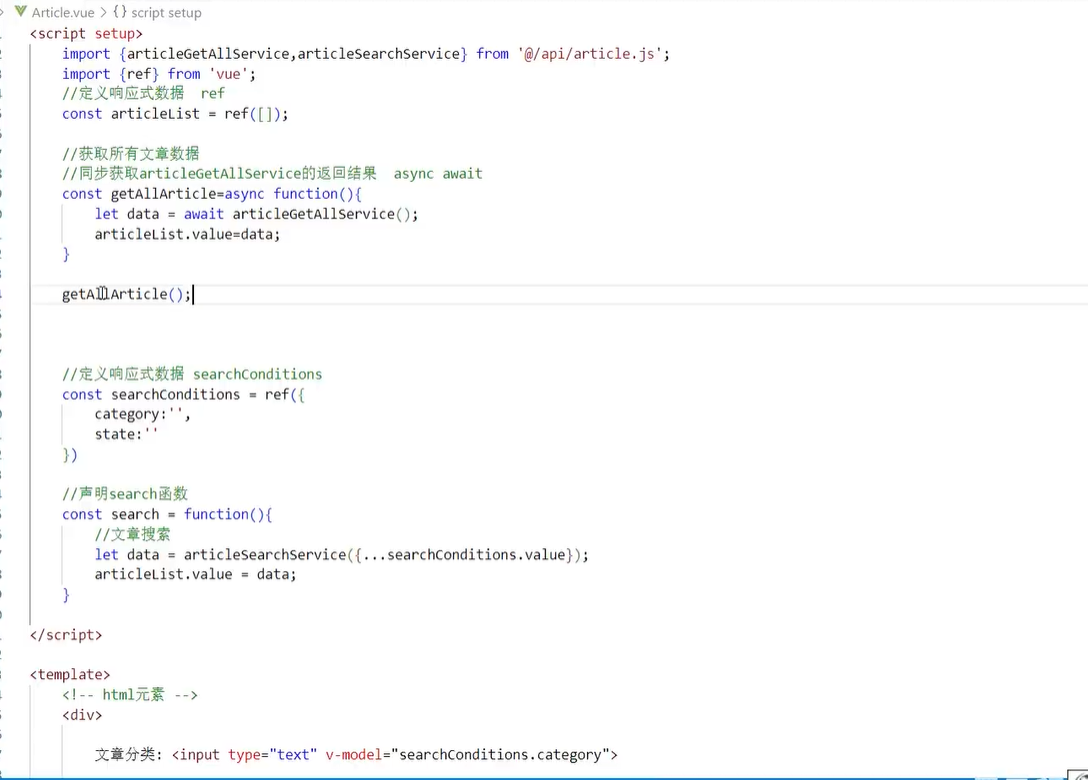 Article.vue > {} script setup
<script setup>
import {articleGetAllService,articleSearchService} from '@/api/article.js';
import {ref} from 'vue';
//定义响应式数据  ref
const articleList = ref([]);
//获取所有文章数据
//同步获取articleGetAllService的返回结果  async await
const getAllArticle=async function(){
let data = await articleGetAllService();
articleList.value=data;
}
getAllArticle();
//定义响应式数据 searchConditions
const searchConditions = ref({
category:'',
state:''
})
//声明search函数
const search = function(){
//文章搜索
let data = articleSearchService({...searchConditions.value});
articleList.value = data;
}
</script>
<template>
<!-- html元素 -->
<div>
文章分类: <input type="text" v-model="searchConditions.category">